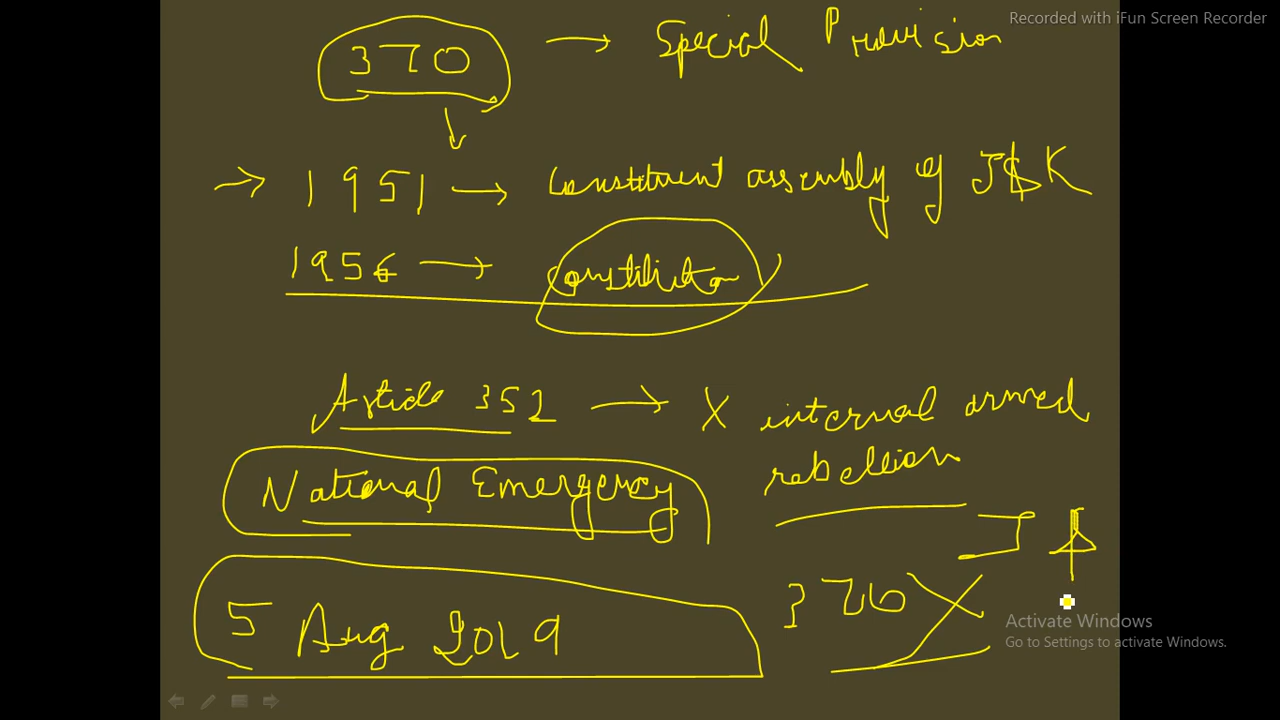 Recorded with iFun Screen Recorder
370 → Special Provision
→ 1951 → Constituent assembly of J&K
1956 → Constitution
Article 352 → X internal armed
rebellion
National Emergency
J &
5 Aug 2019
370 X
Activate Windows
Go to Settings to activate Windows.